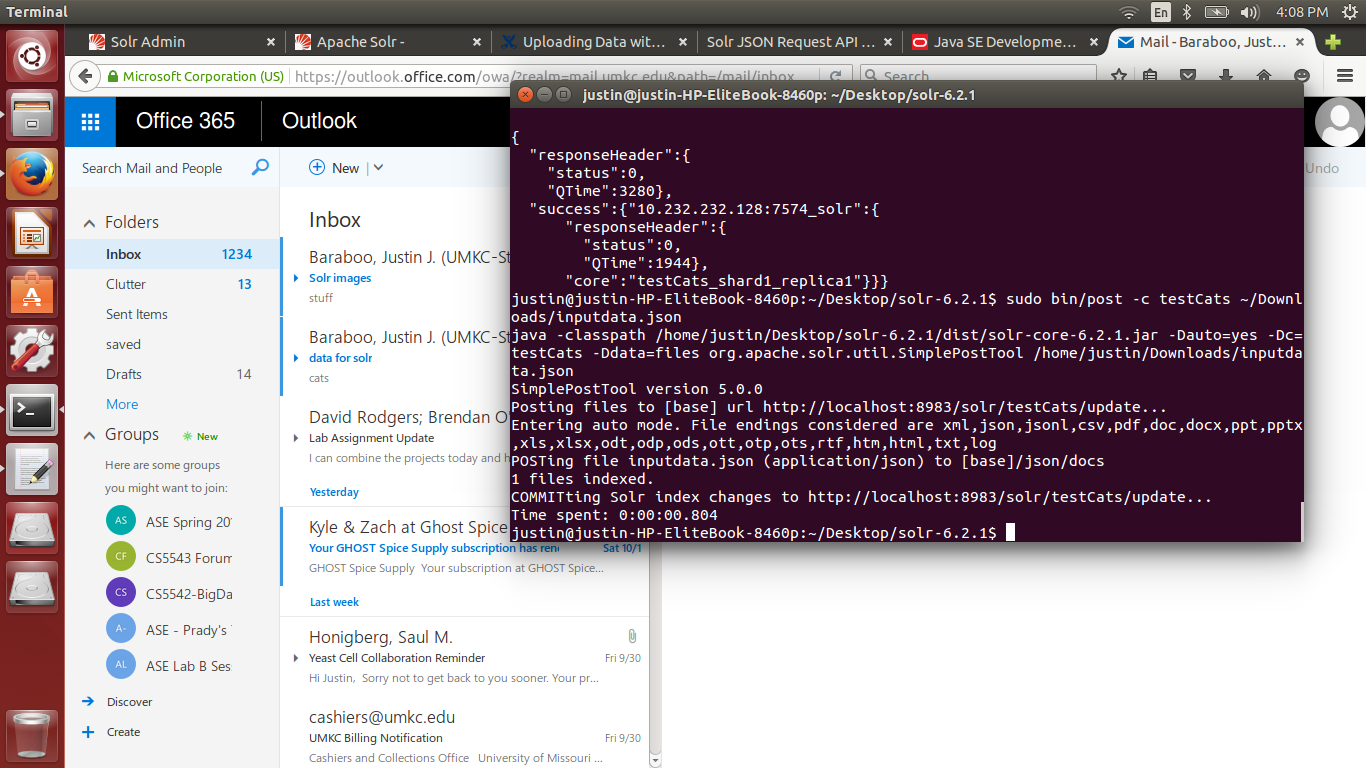 Terminal
En
4:08 PM
Solr Admin
Apache Solr -
Uploading Data wit...
Solr JSON Request API ...
Java SE Developme...
Mail - Baraboo, Just...
Microsoft Corporation (US)
https://outlook.office.com/owa/?realm=mail.umkc.edu&path=/mail/inbox
Search
Office 365
Outlook
Search Mail and People
New
Undo
Folders
Inbox 1234
Clutter 13
Sent Items
saved
Drafts 14
More
Groups
New
Here are some groups
you might want to join:
AS ASE Spring 20
CF CS5543 Forum
CS CS5542-BigDa
A- ASE - Prady's
AL ASE Lab B Ses
Discover
Create
Inbox
Baraboo, Justin J. (UMKC-St
Solr images
stuff
Baraboo, Justin J. (UMKC-St
data for solr
cats
David Rodgers; Brendan O
Lab Assignment Update
I can combine the projects today and h
Yesterday
Kyle & Zach at Ghost Spice
Your GHOST Spice Supply subscription has ren
Sat 10/1
GHOST Spice Supply Your subscription at GHOST Spice...
Last week
Honigberg, Saul M.
Yeast Cell Collaboration Reminder
Fri 9/30
Hi Justin, Sorry not to get back to you sooner. Your pr...
cashiers@umkc.edu
UMKC Billing Notification
Fri 9/30
Cashiers and Collections Office University of Missouri ...
justin@justin-HP-EliteBook-8460p: ~/Desktop/solr-6.2.1
{
"responseHeader":{
"status":0,
"QTime":3280},
"success":{"10.232.232.128:7574_solr":{
"responseHeader":{
"status":0,
"QTime":1944},
"core":"testCats_shard1_replica1"}}}
justin@justin-HP-EliteBook-8460p:~/Desktop/solr-6.2.1$ sudo bin/post -c testCats ~/Downl
oads/inputdata.json
java -classpath /home/justin/Desktop/solr-6.2.1/dist/solr-core-6.2.1.jar -Dauto=yes -Dc=
testCats -Ddata=files org.apache.solr.util.SimplePostTool /home/justin/Downloads/inputda
ta.json
SimplePostTool version 5.0.0
Posting files to [base] url http://localhost:8983/solr/testCats/update...
Entering auto mode. File endings considered are xml,json,jsonl,csv,pdf,doc,docx,ppt,pptx
,xls,xlsx,odt,odp,ods,ott,otp,ots,rtf,htm,html,txt,log
POSTing file inputdata.json (application/json) to [base]/json/docs
1 files indexed.
COMMITting Solr index changes to http://localhost:8983/solr/testCats/update...
Time spent: 0:00:00.804
justin@justin-HP-EliteBook-8460p:~/Desktop/solr-6.2.1$